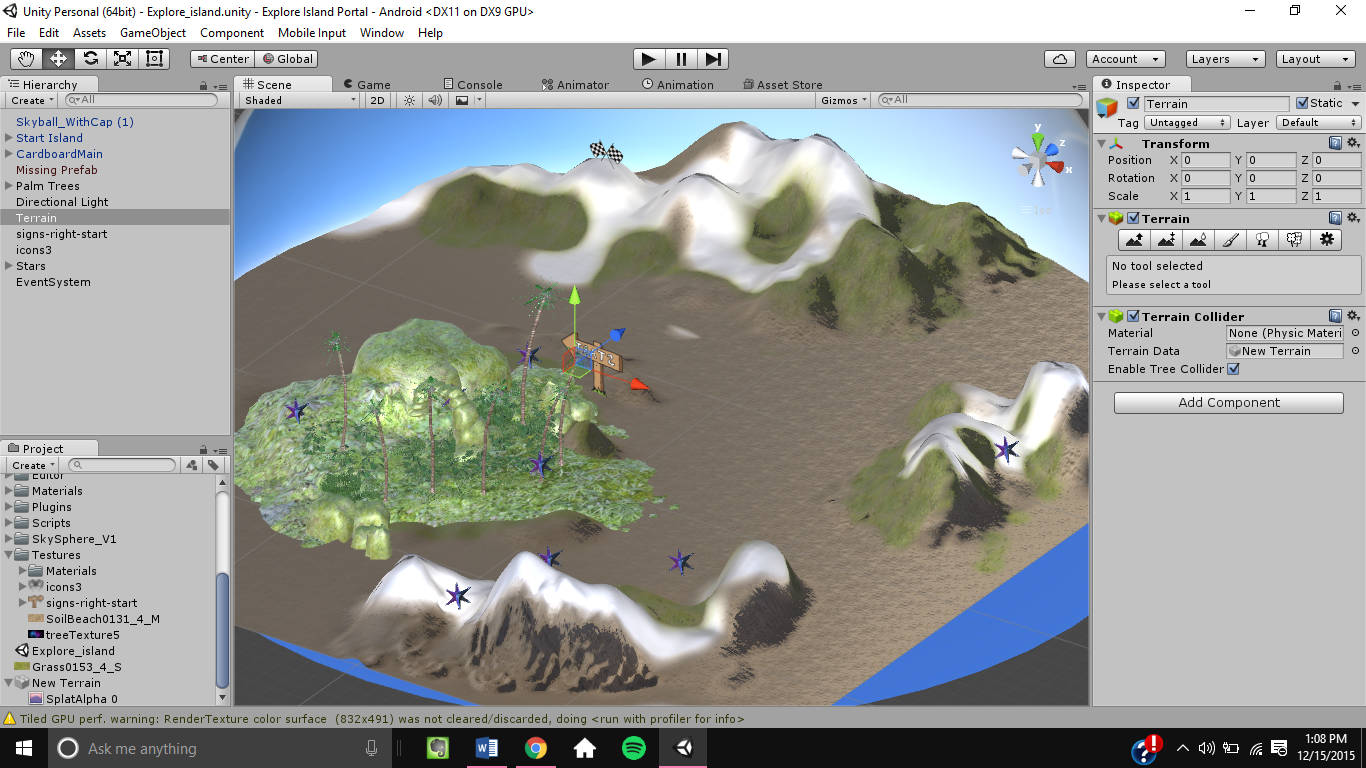 Unity Personal (64bit) - Explore_island.unity - Explore Island Portal - Android <DX11 on DX9 GPU>
File Edit Assets GameObject Component Mobile Input Window Help
Center Global Account Layers Layout
Hierarchy
Create All
Skyball_WithCap (1)
Start Island
CardboardMain
Missing Prefab
Palm Trees
Directional Light
Terrain
signs-right-start
icons3
Stars
EventSystem
Project
Create
Editor
Materials
Plugins
Scripts
SkySphere_V1
Testures
Materials
icons3
signs-right-start
SoilBeach0131_4_M
treeTexture5
Explore_island
Grass0153_4_S
New Terrain
SplatAlpha 0
Scene Game Console Animator Animation Asset Store
Shaded 2D Gizmos All
y
z
x
Iso
START
Inspector
Terrain Static
Tag Untagged Layer Default
Transform
Position X 0 Y 0 Z 0
Rotation X 0 Y 0 Z 0
Scale X 1 Y 1 Z 1
Terrain
No tool selected
Please select a tool
Terrain Collider
Material None (Physic Materi
Terrain Data New Terrain
Enable Tree Collider
Add Component
Tiled GPU perf. warning: RenderTexture color surface (832x491) was not cleared/discarded, doing <run with profiler for info>
Ask me anything
1:08 PM
12/15/2015